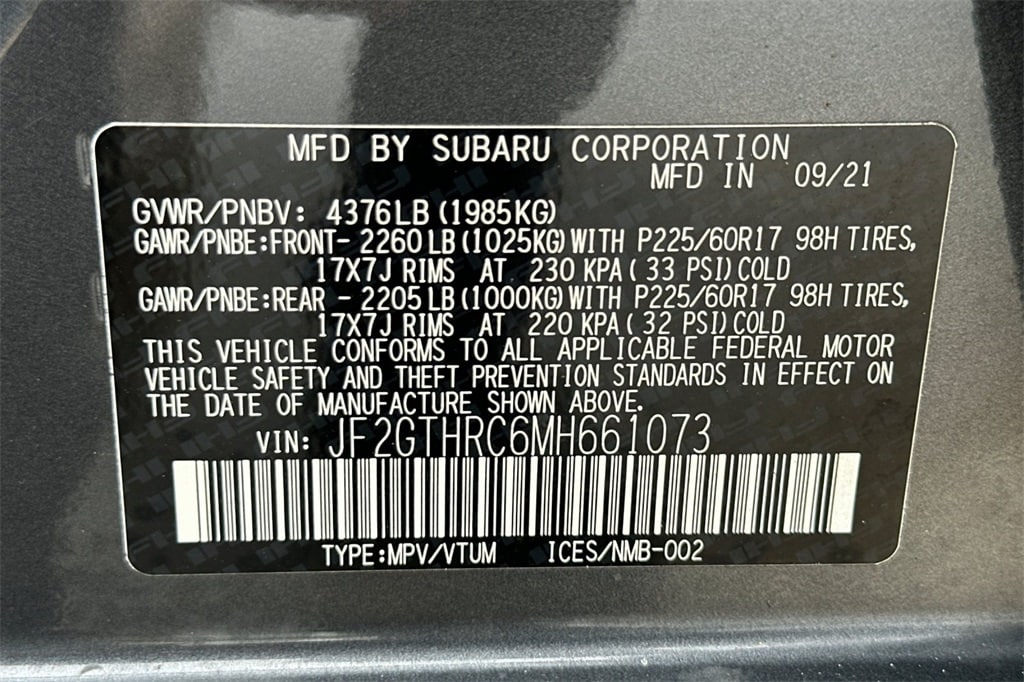 MFD BY SUBARU CORPORATION
MFD IN 09/21
GVWR/PNBV: 4376LB(1985KG)
GAWR/PNBE:FRONT- 2260LB(1025KG)WITH P225/60R17 98H TIRES,
17X7J RIMS AT 230 KPA( 33 PSI)COLD
GAWR/PNBE:REAR - 2205LB(1000KG)WITH P225/60R17 98H TIRES,
17X7J RIMS AT 220 KPA( 32 PSI)COLD
THIS VEHICLE CONFORMS TO ALL APPLICABLE FEDERAL MOTOR
VEHICLE SAFETY AND THEFT PREVENTION STANDARDS IN EFFECT ON
THE DATE OF MANUFACTURE SHOWN ABOVE.
VIN: JF2GTHRC6MH661073
TYPE:MPV/VTUM ICES/NMB-002